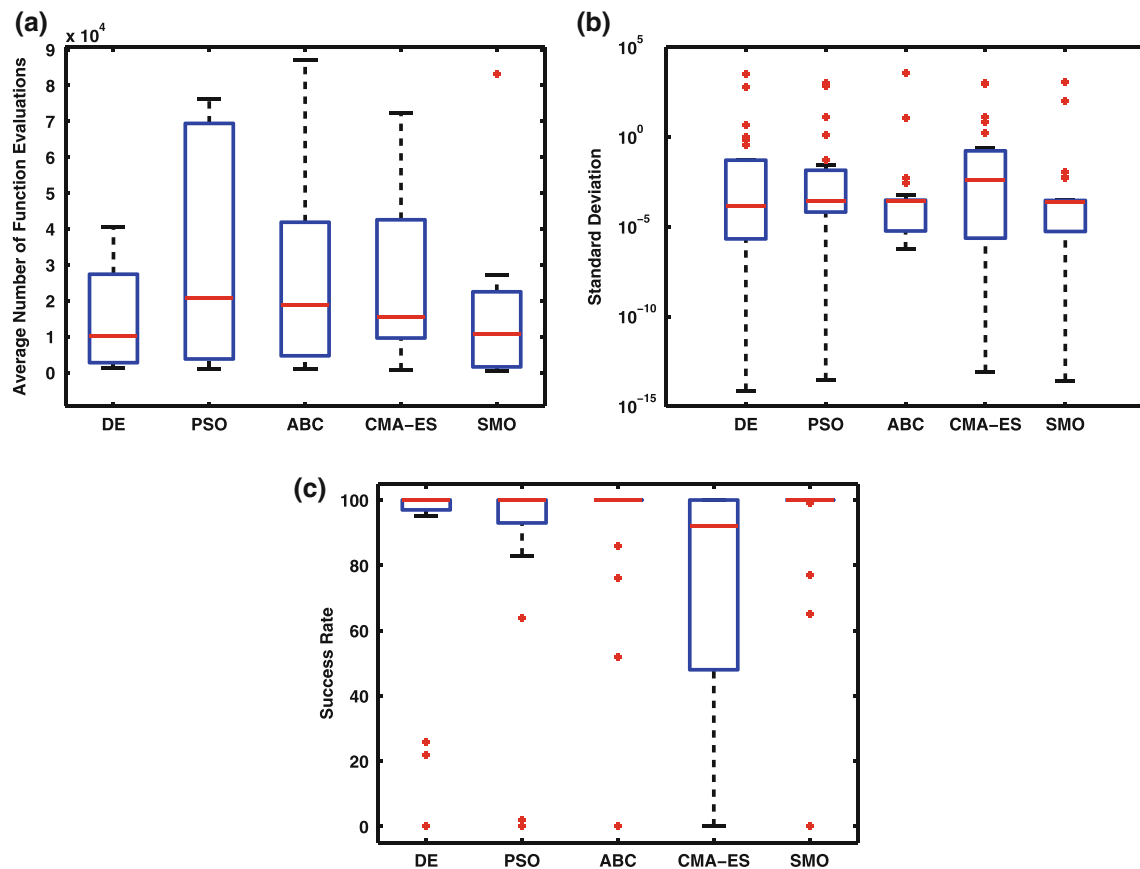 (a)
x 10^4
9
8
7
6
5
4
3
2
1
0
Average Number of Function Evaluations
DE PSO ABC CMA−ES SMO
(b)
10^5
10^0
10^−5
10^−10
10^−15
Standard Deviation
DE PSO ABC CMA−ES SMO
(c)
100
80
60
40
20
0
Success Rate
DE PSO ABC CMA−ES SMO